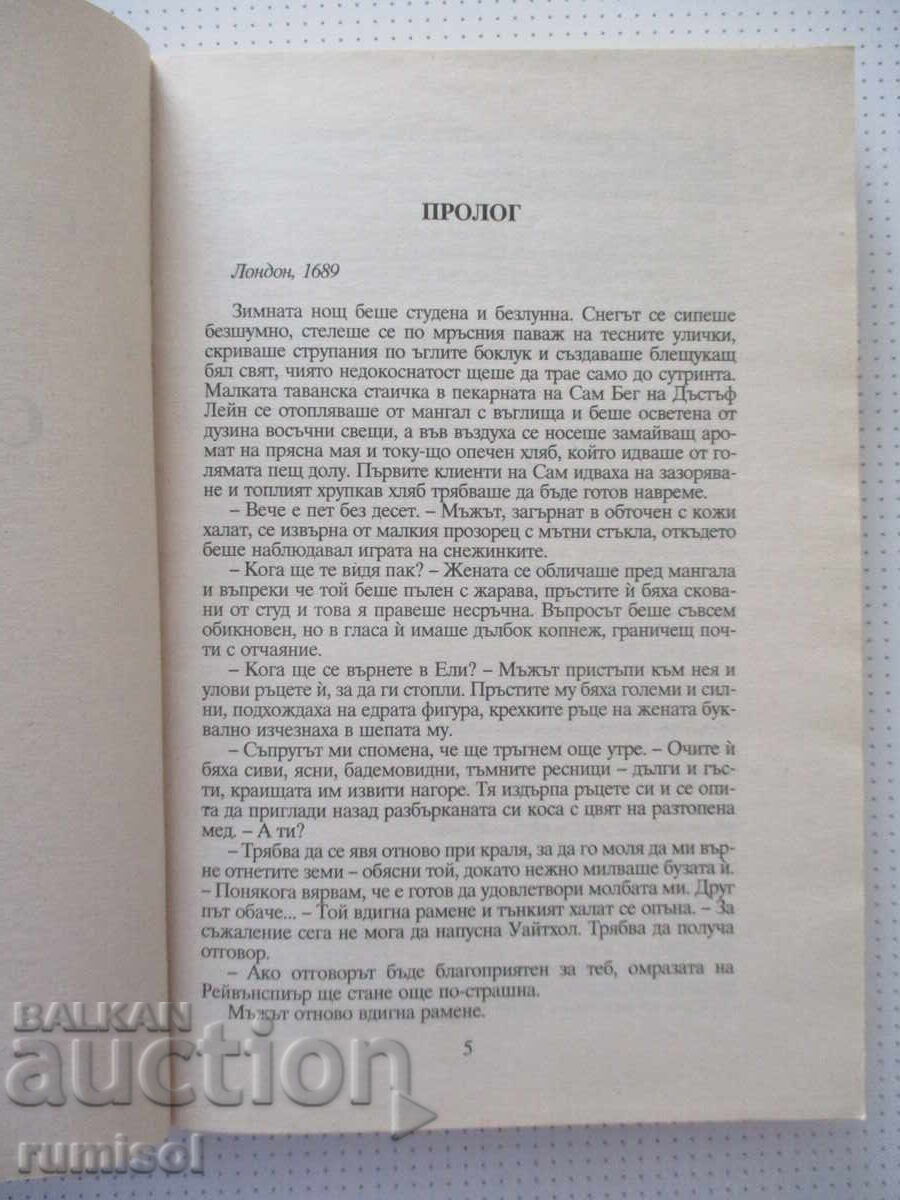 ПРОЛОГ
Лондон, 1689
Зимната нощ беше студена и безлунна. Снегът се сипеше
безшумно, стелеше се по мръсния паваж на тесните улички,
скриваше струпания по ъглите боклук и създаваше блещукащ
бял свят, чиято недокоснатост щеше да трае само до сутринта.
Малката таванска стаичка в пекарната на Сам Бег на Дъстъф
Лейн се отопляваше от мангал с въглища и беше осветена от
дузина восъчни свещи, а във въздуха се носеше замайващ аро-
мат на прясна мая и току-що опечен хляб, който идваше от го-
лямата пещ долу. Първите клиенти на Сам идваха на зазорява-
не и топлият хрупкав хляб трябваше да бъде готов навреме.
– Вече е пет без десет. – Мъжът, загърнат в обточен с кожи
халат, се извърна от малкия прозорец с мътни стъкла, откъдето
беше наблюдавал играта на снежинките.
– Кога ще те видя пак? – Жената се обличаше пред мангала
и въпреки че той беше пълен с жарава, пръстите ѝ бяха скова-
ни от студ и това я правеше несръчна. Въпросът беше съвсем
обикновен, но в гласа ѝ имаше дълбок копнеж, граничещ поч-
ти с отчаяние.
– Кога ще се върнете в Ели? – Мъжът пристъпи към нея и
улови ръцете ѝ, за да ги стопли. Пръстите му бяха големи и сил-
ни, подхождаха на едрата фигура, крехките ръце на жената бук-
вално изчезнаха в шепата му.
– Съпругът ми спомена, че ще тръгнем още утре. – Очите ѝ
бяха сиви, ясни, бадемовидни, тъмните ресници – дълги и гъс-
ти, краищата им извити нагоре. Тя издърпа ръцете си и се опи-
та да приглади назад разбърканата си коса с цвят на разтопена
мед. – А ти?
– Трябва да се явя отново при краля, за да го моля да ми вър-
не отнетите земи – обясни той, докато нежно милваше бузата ѝ.
– Понякога вярвам, че е готов да удовлетвори молбата ми. Друг
път обаче... – Той вдигна рамене и тънкият халат се опъна. – За
съжаление сега не мога да напусна Уайтхол. Трябва да получа
отговор.
– Ако отговорът бъде благоприятен за теб, омразата на
Рейвънспиър ще стане още по-страшна.
Мъжът отново вдигна рамене.
5
BALKAN
auction
rumisol